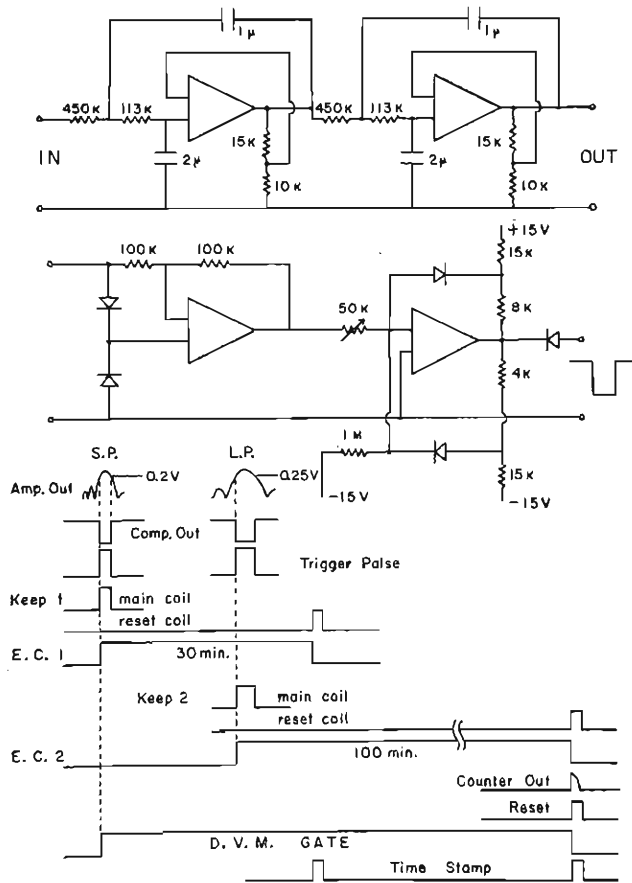 1μ
1μ
450K 113K 450K 113K
15K 15K
IN 2μ 2μ OUT
10K 10K
+15V
15K
100K 100K
50K 8K
4K
1M
-15V 15K
-15V
S.P. L.P.
Amp. Out 0.2V 0.25V
Comp. Out
Trigger Palse
Keep 1 main coil
reset coil
E.C. 1 30 min.
Keep 2 main coil
reset coil
E.C. 2 100 min.
Counter Out
Reset
D.V.M. GATE
Time Stamp